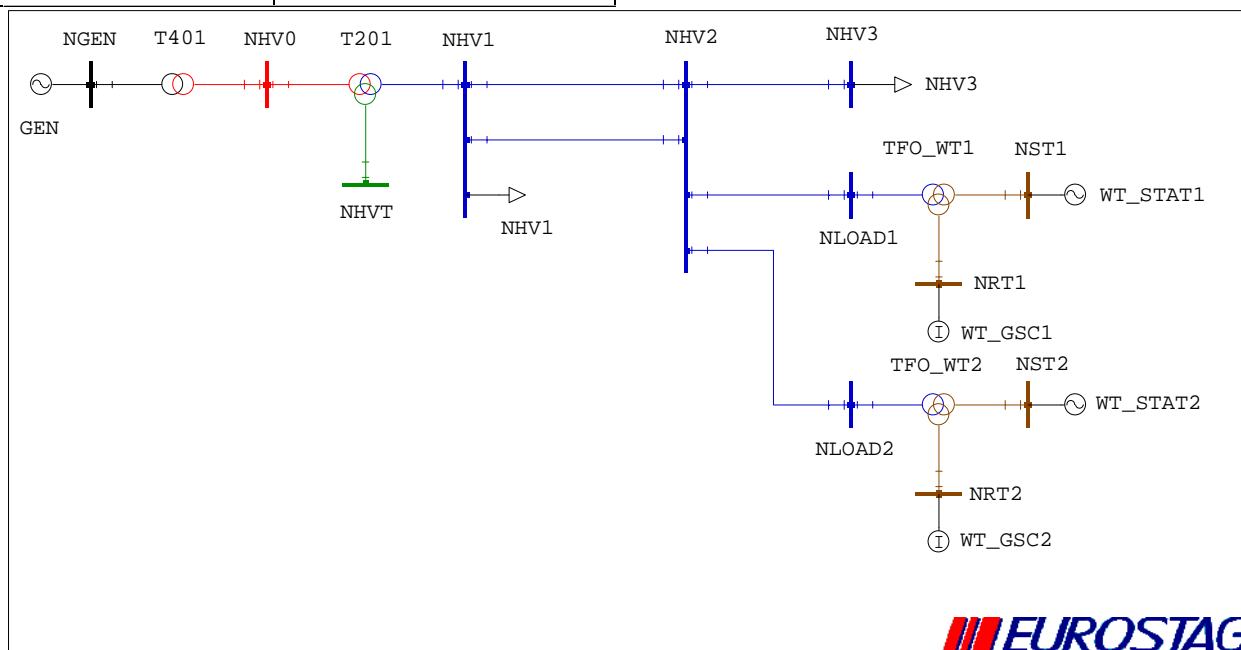 NGEN
T401
NHV0
T201
NHV1
NHV2
NHV3
GEN
NHV3
NHVT
NHV1
TFO_WT1
NST1
WT_STAT1
NLOAD1
NRT1
I
WT_GSC1
TFO_WT2
NST2
WT_STAT2
NLOAD2
NRT2
I
WT_GSC2
EUROSTAG